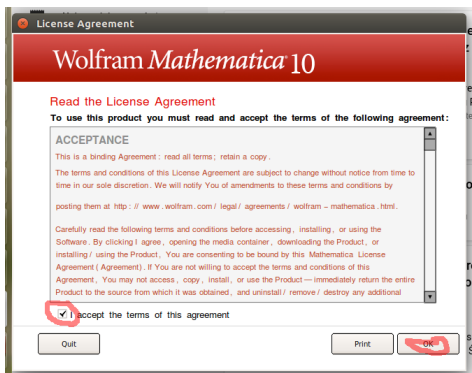 License Agreement
Wolfram Mathematica 10
Read the License Agreement
To use this product you must read and accept the terms of the following agreement:
ACCEPTANCE
This is a binding Agreement : read all terms ; retain a copy .
The terms and conditions of this License Agreement are subject to change without notice from time to
time in our sole discretion . We will notify You of amendments to these terms and conditions by
posting them at http : // www . wolfram . com / legal / agreements / wolfram – mathematica . html .
Carefully read the following terms and conditions before accessing , installing , or using the
Software . By clicking I agree , opening the media container , downloading the Product , or
installing / using the Product , You are consenting to be bound by this Mathematica License
Agreement ( Agreement ) . If You are not willing to accept the terms and conditions of this
Agreement , You may not access , copy , install , or use the Product — immediately return the entire
Product to the source from which it was obtained , and uninstall / remove / destroy any additional
I accept the terms of this agreement
Quit
Print
OK